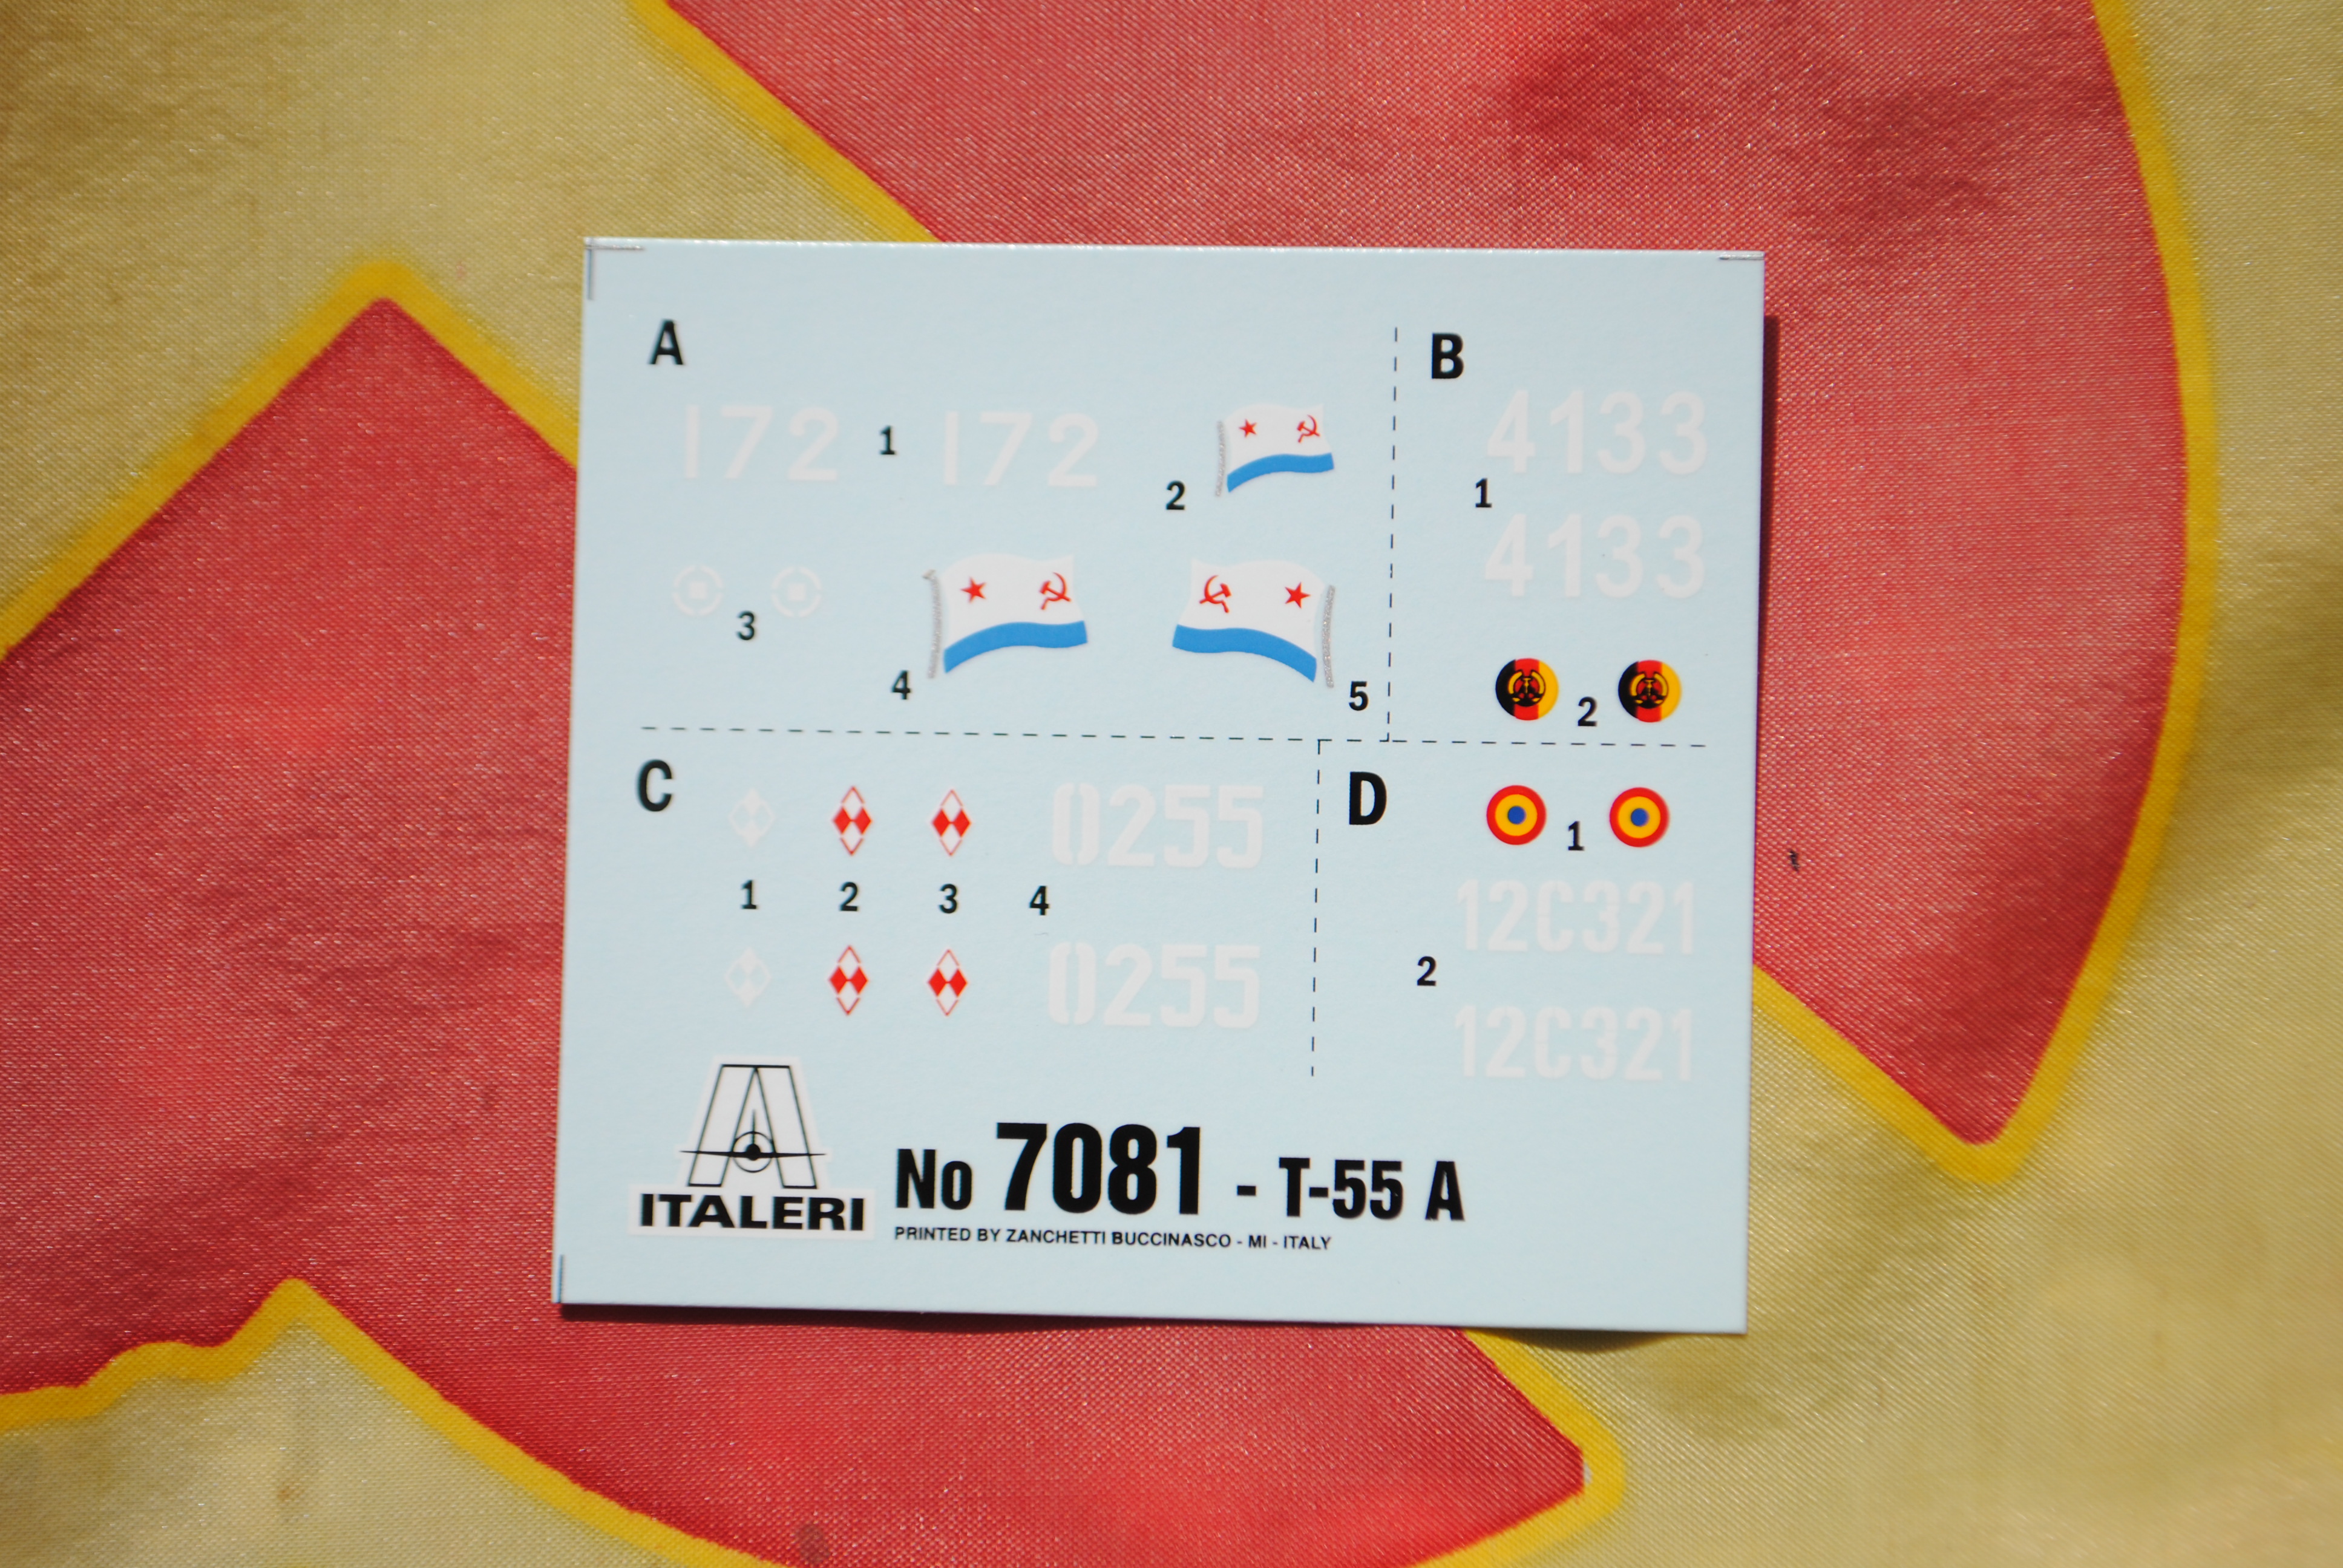 A
172 1 172
2
3
4
5
B
4133
1
4133
2
C
0255
1 2 3 4
0255
D
1
12C321
2
12C321
ITALERI
No 7081 - T-55 A
PRINTED BY ZANCHETTI BUCCINASCO - MI - ITALY